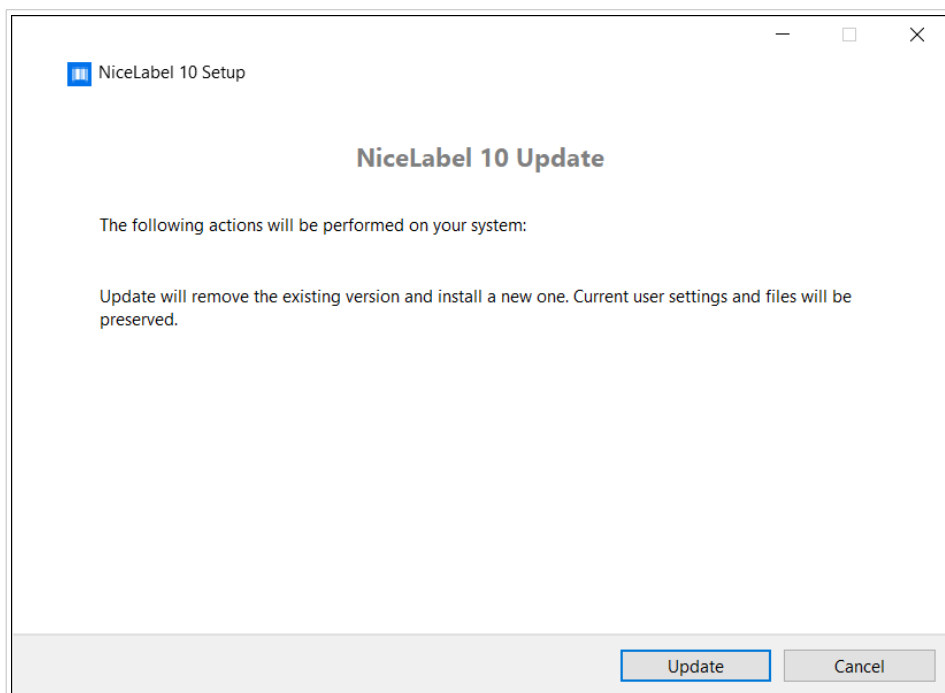 NiceLabel 10 Setup
NiceLabel 10 Update
The following actions will be performed on your system:
Update will remove the existing version and install a new one. Current user settings and files will be
preserved.
Update
Cancel